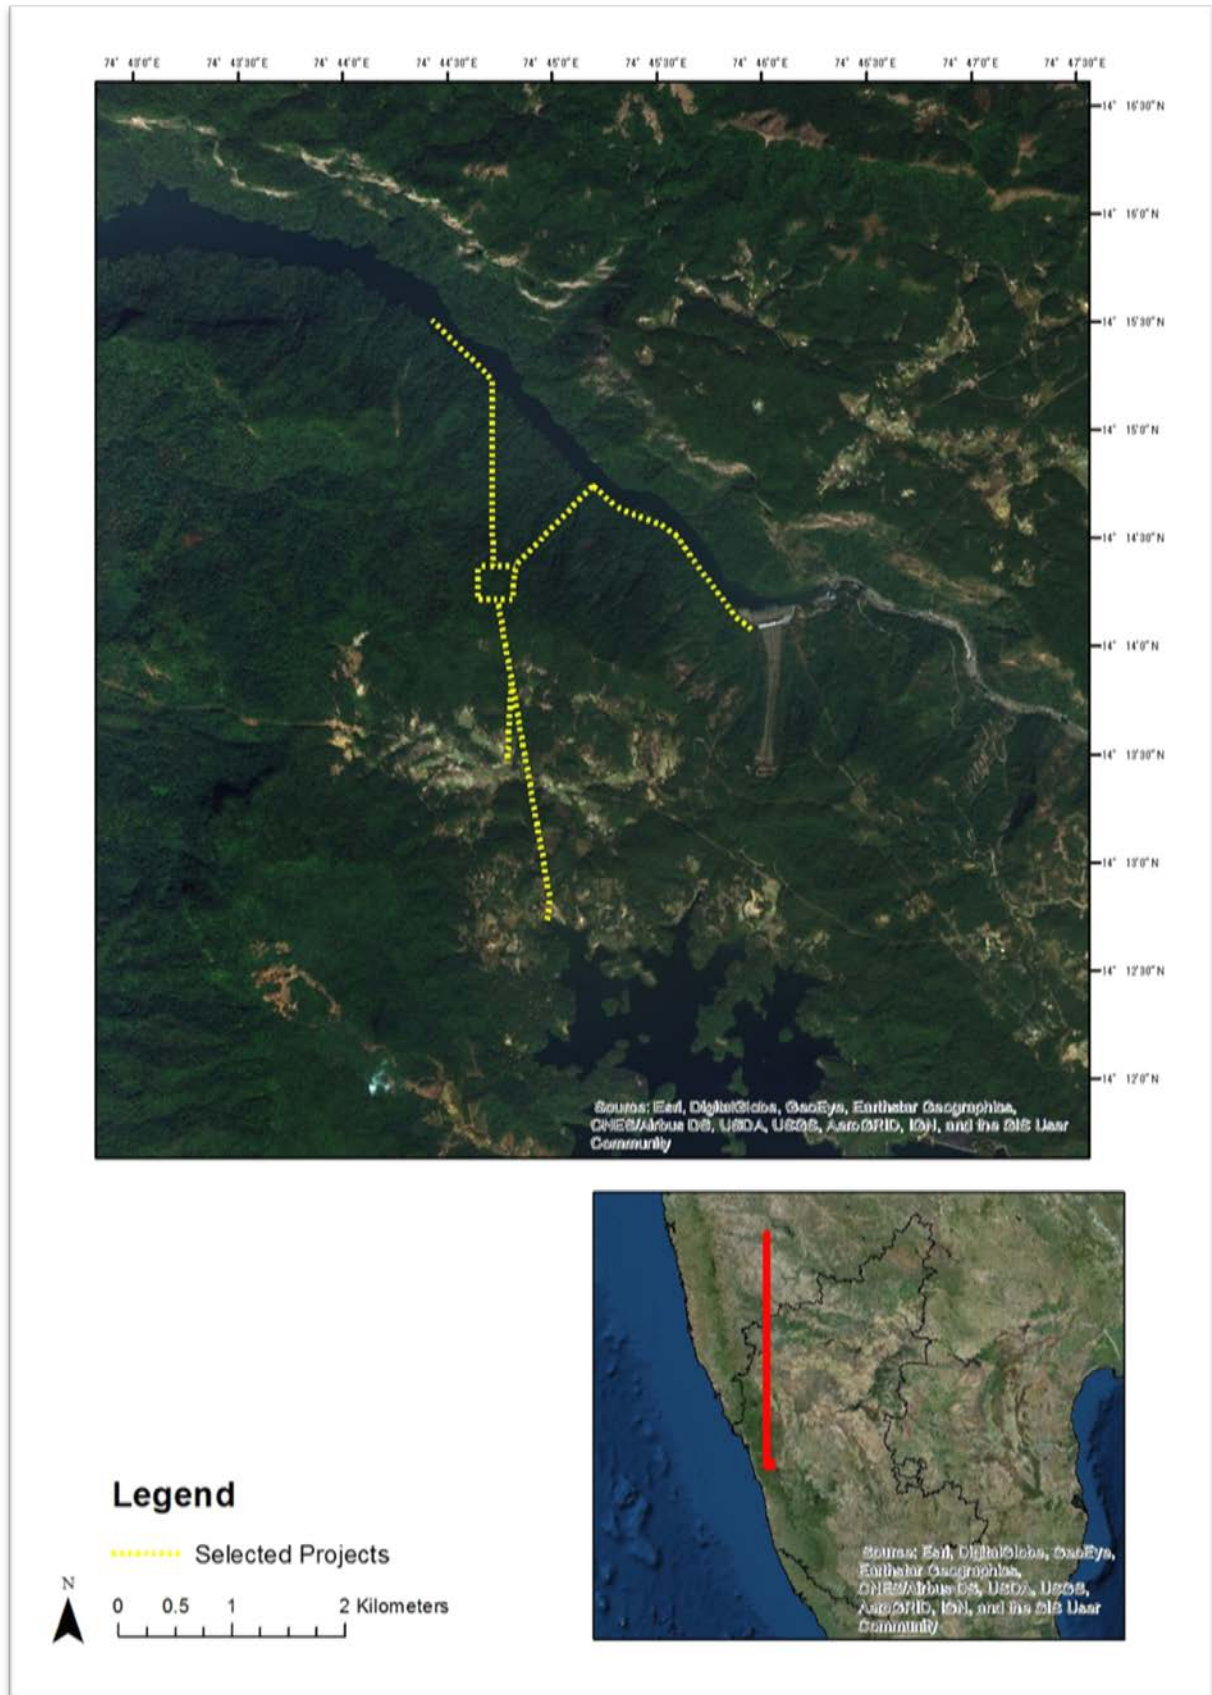 74° 43'0"E 74° 43'30"E 74° 44'0"E 74° 44'30"E 74° 45'0"E 74° 45'30"E 74° 46'0"E 74° 46'30"E 74° 47'0"E 74° 47'30"E
14° 16'30"N
14° 16'0"N
14° 15'30"N
14° 15'0"N
14° 14'30"N
14° 14'0"N
14° 13'30"N
14° 13'0"N
14° 12'30"N
14° 12'0"N
Source: Esri, DigitalGlobe, GeoEye, Earthstar Geographics,
CNES/Airbus DS, USDA, USGS, AeroGRID, IGN, and the GIS User
Community
Source: Esri, DigitalGlobe, GeoEye,
Earthstar Geographics,
CNES/Airbus DS, USDA, USGS,
AeroGRID, IGN, and the GIS User
Community
Legend
Selected Projects
N
0 0.5 1 2 Kilometers